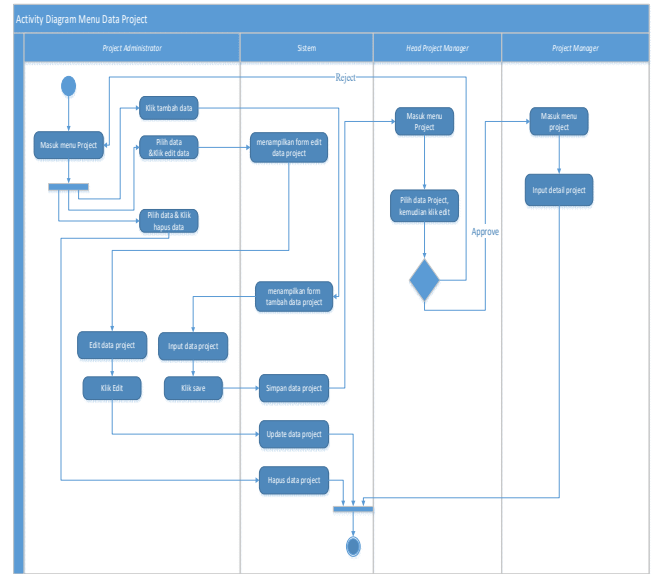 Activity Diagram Menu Data Project
Project Administrator
Sistem
Head Project Manager
Project Manager
Reject
Klik tambah data
Masuk menu Project
Pilih data
&Klik edit data
menampilkan form edit
data project
Masuk menu
Project
Masuk menu
project
Pilih data & Klik
hapus data
Pilih data Project,
kemudian klik edit
Input detail project
Approve
menampilkan form
tambah data project
Edit data project
Input data project
Klik Edit
Klik save
Simpan data project
Update data project
Hapus data project